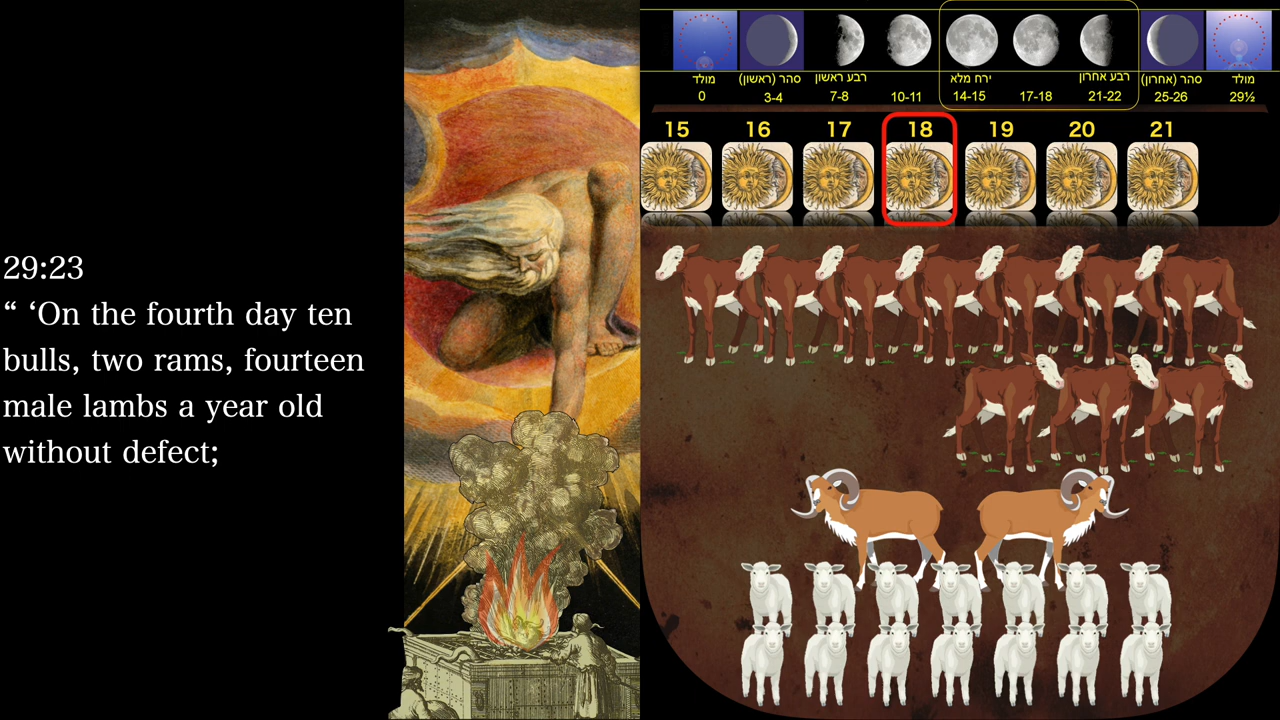 29:23
“ ‘On the fourth day ten
bulls, two rams, fourteen
male lambs a year old
without defect;
מולד
סהר (ראשון)
רבע ראשון
ירח מלא
רבע אחרון
סהר (אחרון)
מולד
0
3-4
7-8
10-11
14-15
17-18
21-22
25-26
29½
15
16
17
18
19
20
21